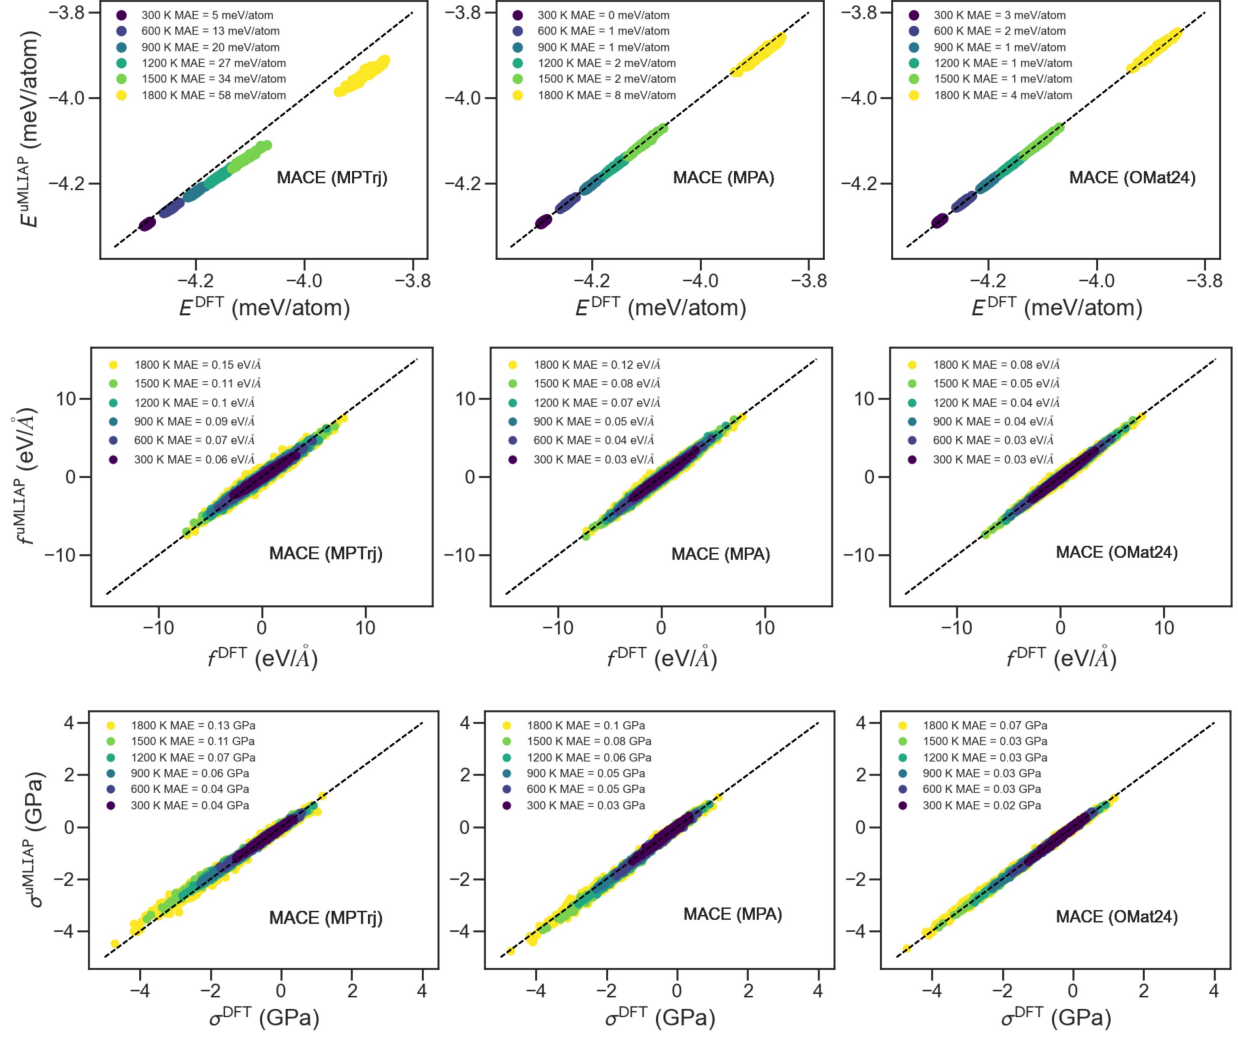 300 K MAE = 5 meV/atom
600 K MAE = 13 meV/atom
900 K MAE = 20 meV/atom
1200 K MAE = 27 meV/atom
1500 K MAE = 34 meV/atom
1800 K MAE = 58 meV/atom
MACE (MPTrj)
−3.8
−4.0
−4.2
E^uMLIAP (meV/atom)
−4.2 −4.0 −3.8
E^DFT (meV/atom)
300 K MAE = 0 meV/atom
600 K MAE = 1 meV/atom
900 K MAE = 1 meV/atom
1200 K MAE = 2 meV/atom
1500 K MAE = 2 meV/atom
1800 K MAE = 8 meV/atom
MACE (MPA)
−3.8
−4.0
−4.2
−4.2 −4.0 −3.8
E^DFT (meV/atom)
300 K MAE = 3 meV/atom
600 K MAE = 2 meV/atom
900 K MAE = 1 meV/atom
1200 K MAE = 1 meV/atom
1500 K MAE = 1 meV/atom
1800 K MAE = 4 meV/atom
MACE (OMat24)
−3.8
−4.0
−4.2
−4.2 −4.0 −3.8
E^DFT (meV/atom)
1800 K MAE = 0.15 eV/Å
1500 K MAE = 0.11 eV/Å
1200 K MAE = 0.1 eV/Å
900 K MAE = 0.09 eV/Å
600 K MAE = 0.07 eV/Å
300 K MAE = 0.06 eV/Å
MACE (MPTrj)
10
0
−10
f^uMLIAP (eV/Å)
−10 0 10
f^DFT (eV/Å)
1800 K MAE = 0.12 eV/Å
1500 K MAE = 0.08 eV/Å
1200 K MAE = 0.07 eV/Å
900 K MAE = 0.05 eV/Å
600 K MAE = 0.04 eV/Å
300 K MAE = 0.03 eV/Å
MACE (MPA)
10
0
−10
−10 0 10
f^DFT (eV/Å)
1800 K MAE = 0.08 eV/Å
1500 K MAE = 0.05 eV/Å
1200 K MAE = 0.04 eV/Å
900 K MAE = 0.04 eV/Å
600 K MAE = 0.03 eV/Å
300 K MAE = 0.03 eV/Å
MACE (OMat24)
10
0
−10
−10 0 10
f^DFT (eV/Å)
1800 K MAE = 0.13 GPa
1500 K MAE = 0.11 GPa
1200 K MAE = 0.07 GPa
900 K MAE = 0.06 GPa
600 K MAE = 0.04 GPa
300 K MAE = 0.04 GPa
MACE (MPTrj)
4
2
0
−2
−4
σ^uMLIAP (GPa)
−4 −2 0 2 4
σ^DFT (GPa)
1800 K MAE = 0.1 GPa
1500 K MAE = 0.08 GPa
1200 K MAE = 0.06 GPa
900 K MAE = 0.05 GPa
600 K MAE = 0.05 GPa
300 K MAE = 0.03 GPa
MACE (MPA)
4
2
0
−2
−4
−4 −2 0 2 4
σ^DFT (GPa)
1800 K MAE = 0.07 GPa
1500 K MAE = 0.03 GPa
1200 K MAE = 0.03 GPa
900 K MAE = 0.03 GPa
600 K MAE = 0.03 GPa
300 K MAE = 0.02 GPa
MACE (OMat24)
4
2
0
−2
−4
−4 −2 0 2 4
σ^DFT (GPa)